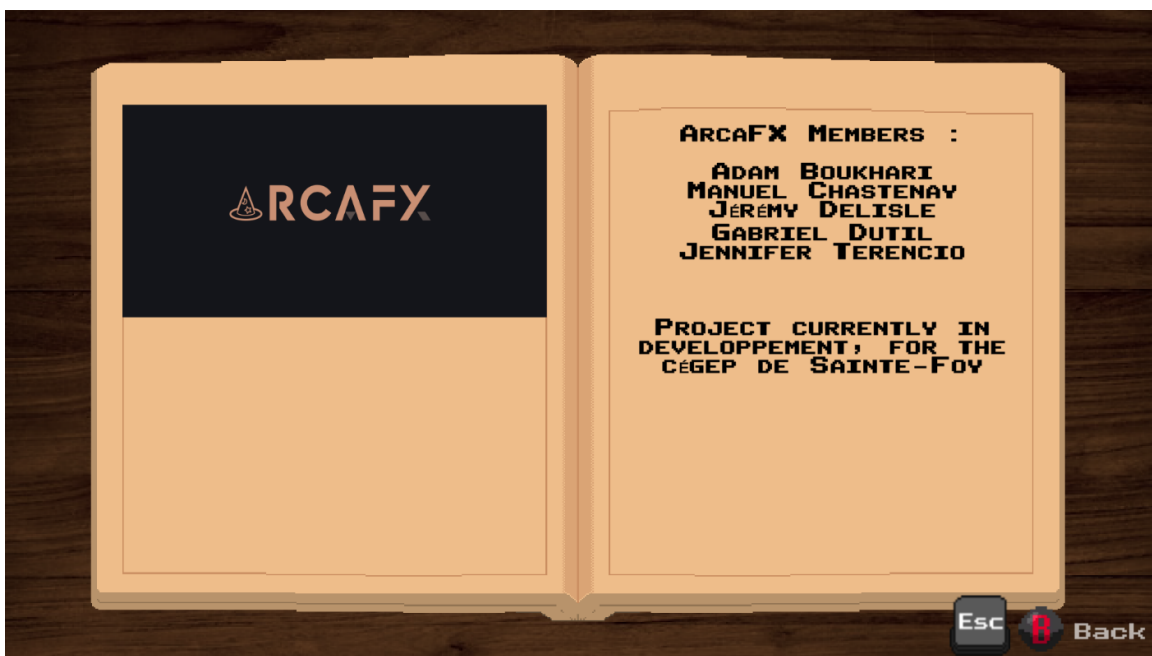 ARCAFX
ArcaFX Members :
Adam Boukhari
Manuel Chastenay
Jérémy Delisle
Gabriel Dutil
Jennifer Terencio
Project currently in
developpement, for the
cégep de Sainte-Foy
Esc B Back